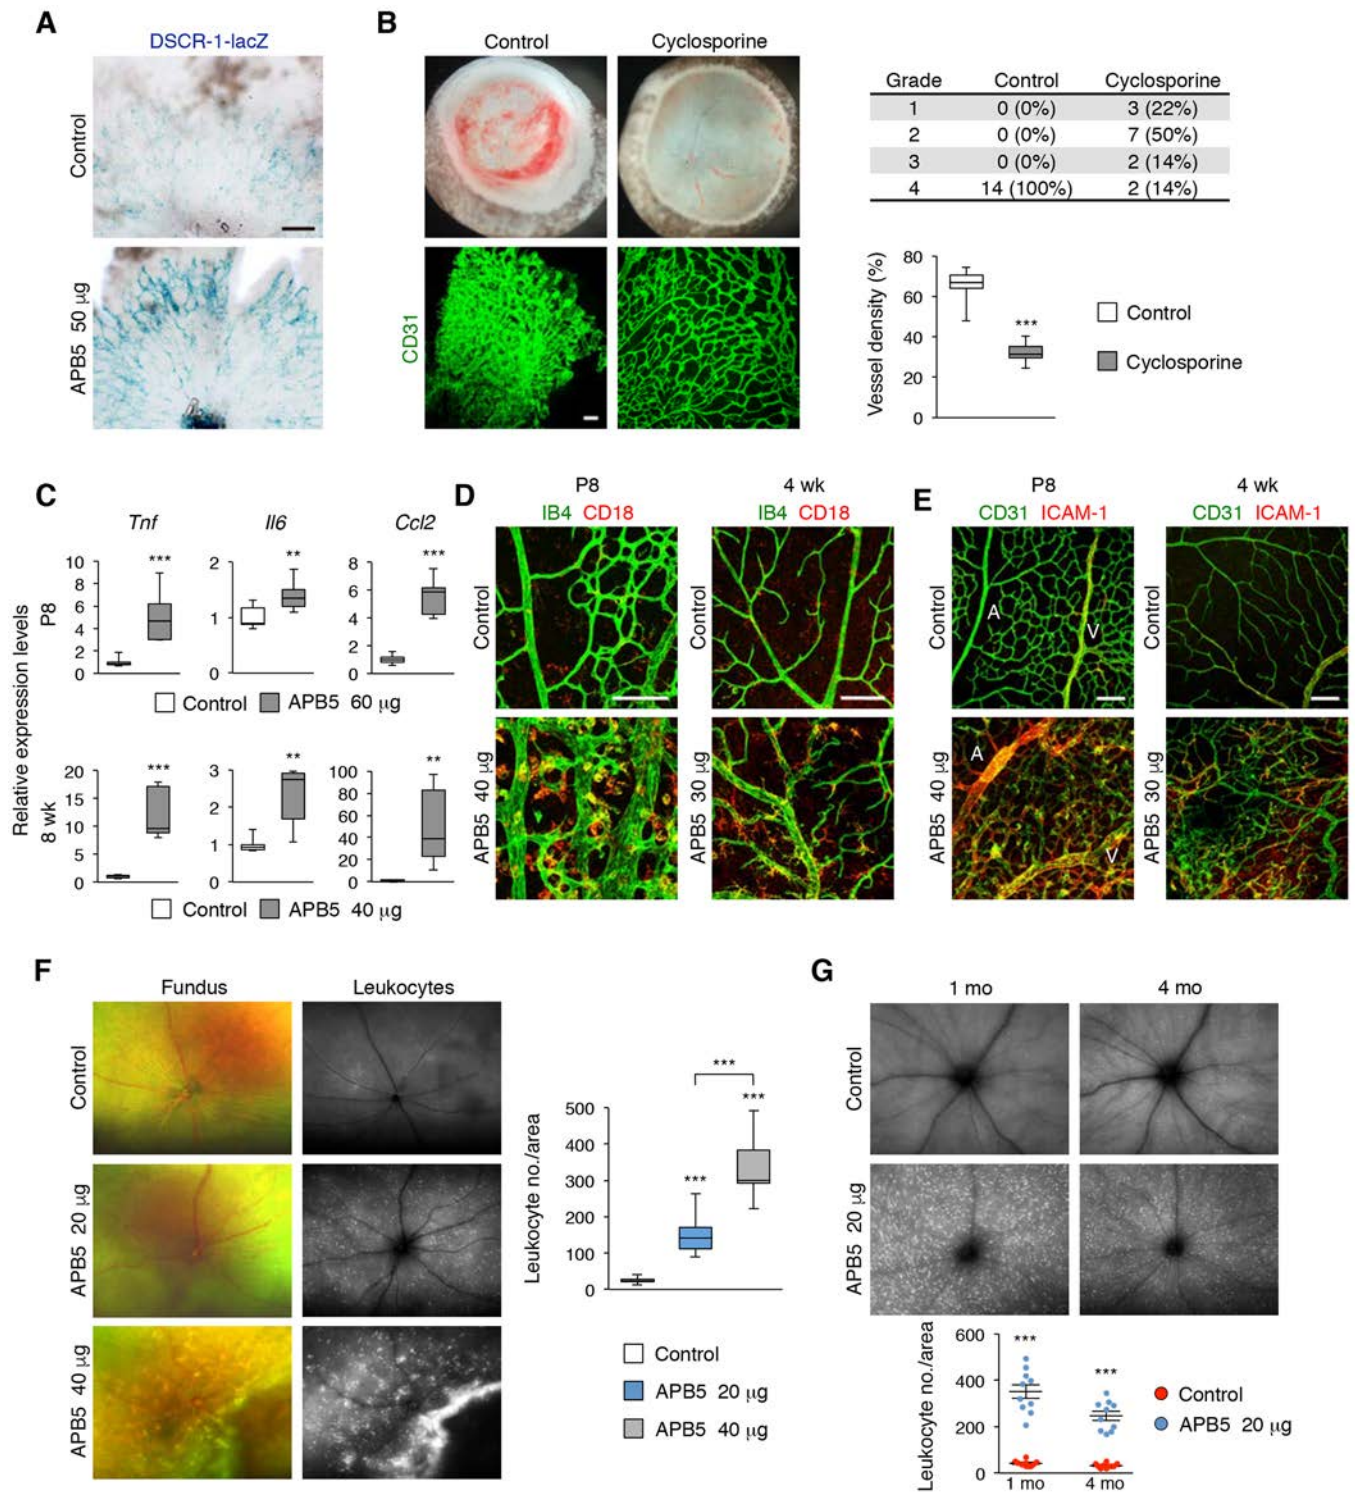 A
DSCR-1-lacZ
Control
APB5 50 μg
B
Control Cyclosporine
CD31
Grade Control Cyclosporine
1 0 (0%) 3 (22%)
2 0 (0%) 7 (50%)
3 0 (0%) 2 (14%)
4 14 (100%) 2 (14%)
Vessel density (%)
80
60
40
20
0
***
Control
Cyclosporine
C
Relative expression levels
P8
Tnf Il6 Ccl2
10
8
6
4
2
0
***
2
1
0
**
8
6
4
2
0
***
Control APB5 60 μg
8 wk
20
15
10
5
0
***
3
2
1
0
**
100
80
60
40
20
0
**
Control APB5 40 μg
D
P8 4 wk
IB4 CD18 IB4 CD18
Control Control
APB5 40 μg APB5 30 μg
E
P8 4 wk
CD31 ICAM-1 CD31 ICAM-1
Control Control
A V
APB5 40 μg APB5 30 μg
A V
F
Fundus Leukocytes
Control
APB5 20 μg
APB5 40 μg
Leukocyte no./area
500
400
300
200
100
0
***
***
***
Control
APB5 20 μg
APB5 40 μg
G
1 mo 4 mo
Control
APB5 20 μg
Leukocyte no./area
600
400
200
0
***
***
1 mo 4 mo
Control
APB5 20 μg